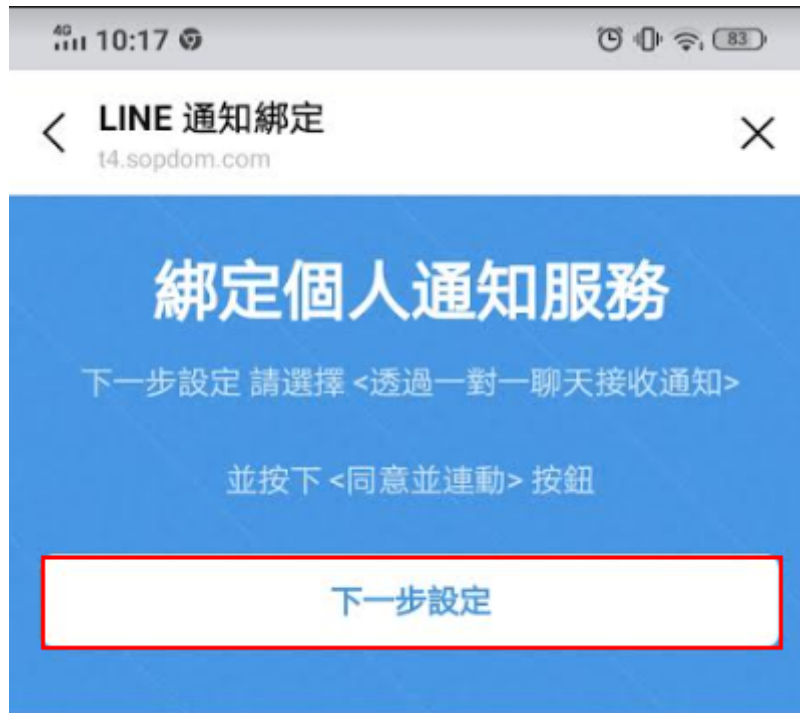 4G 10:17 83
LINE 通知綁定
t4.sopdom.com
綁定個人通知服務
下一步設定 請選擇 <透過一對一聊天接收通知>
並按下 <同意並連動> 按鈕
下一步設定